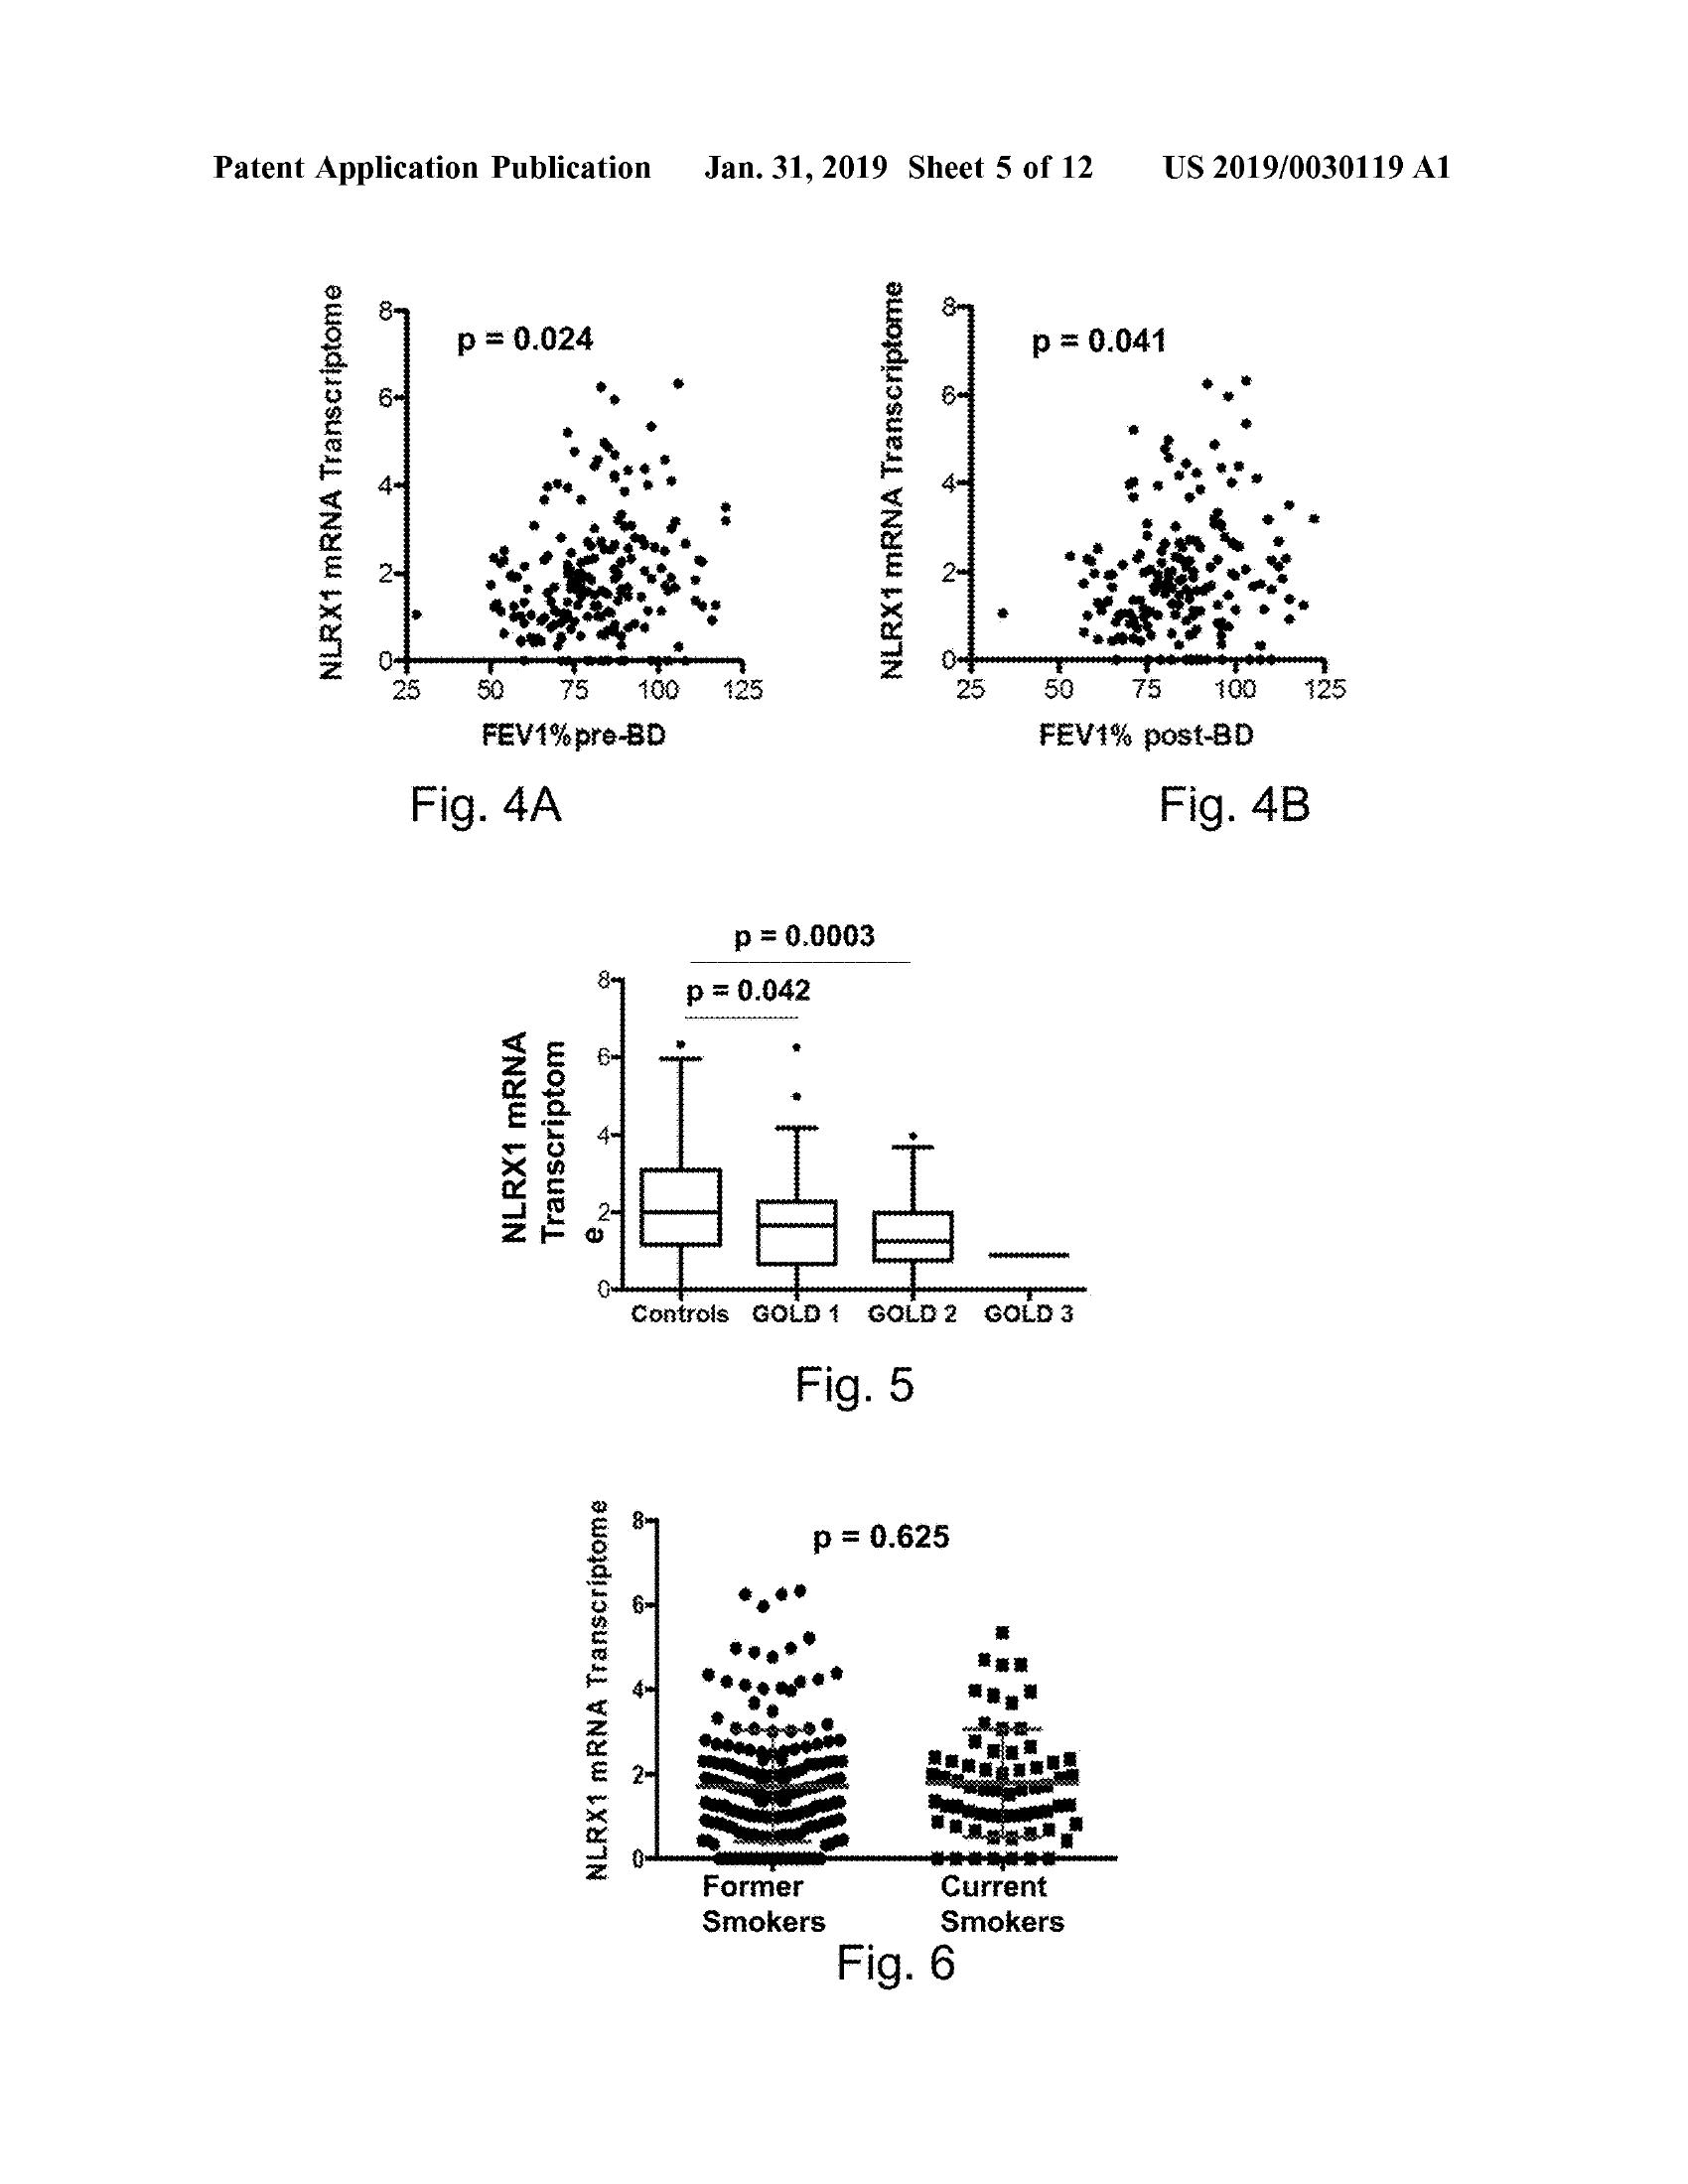 Patent Application Publication Jan. 31, 2019 Sheet 5 of 12 US 2019/0030119 A1
NLRX1 mRNA Transcriptome
8
6
4
2
0
p = 0.024
25 50 75 100 125
FEV1% pre-BD
Fig. 4A
NLRX1 mRNA Transcriptome
8
6
4
2
0
p = 0.041
25 50 75 100 125
FEV1% post-BD
Fig. 4B
p = 0.0003
p = 0.042
NLRX1 mRNA
Transcriptom
e
8
6
4
2
0
Controls GOLD 1 GOLD 2 GOLD 3
Fig. 5
NLRX1 mRNA Transcriptome
8
6
4
2
0
p = 0.625
Former Current
Smokers Smokers
Fig. 6